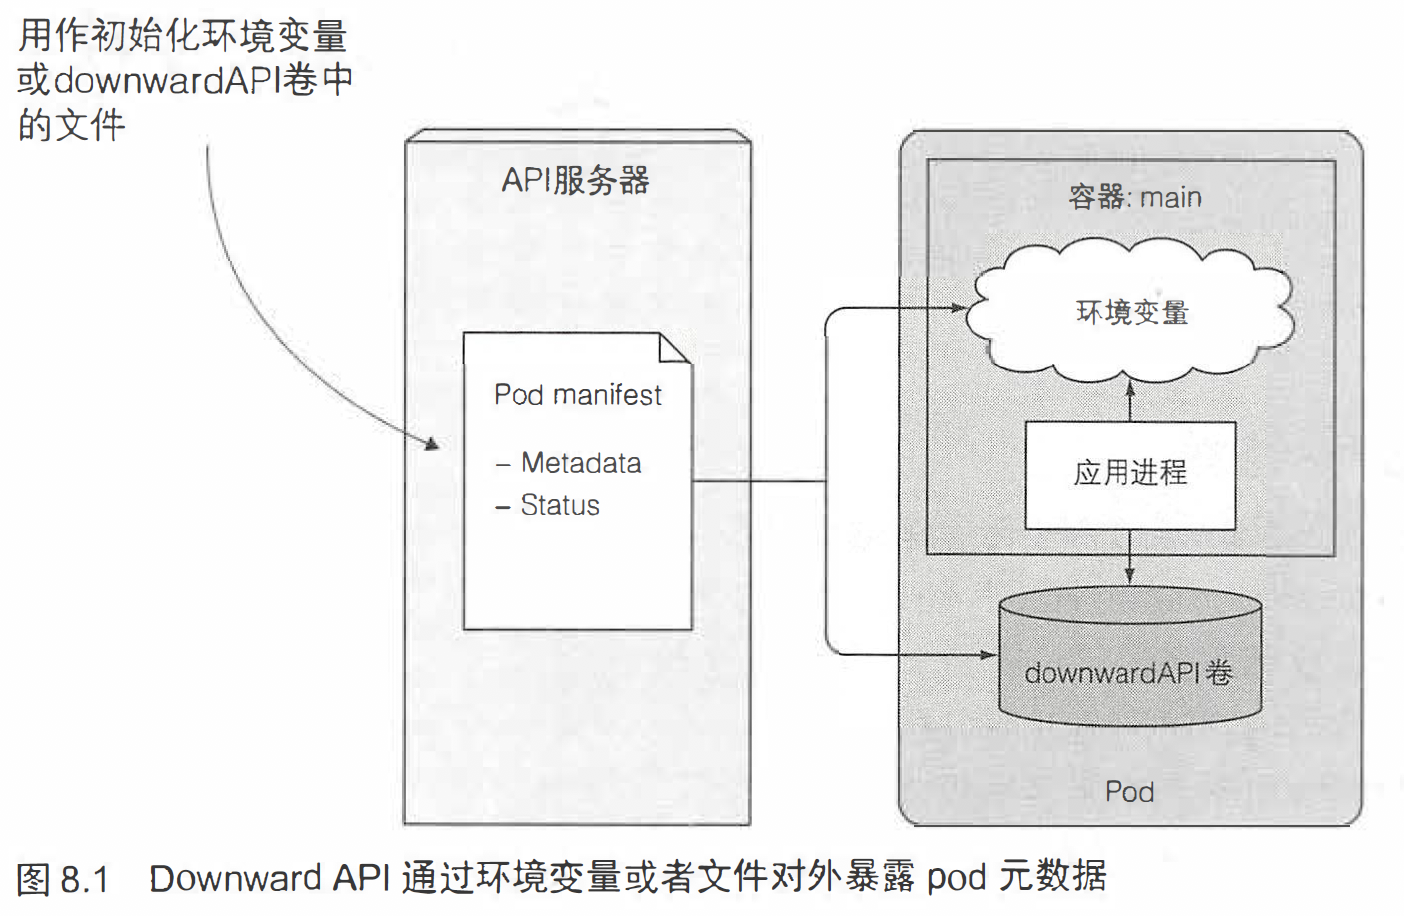 用作初始化环境变量
或downwardAPI卷中
的文件
API服务器
Pod manifest
– Metadata
– Status
容器: main
环境变量
应用进程
downwardAPI卷
Pod
图 8.1 Downward API 通过环境变量或者文件对外暴露 pod 元数据